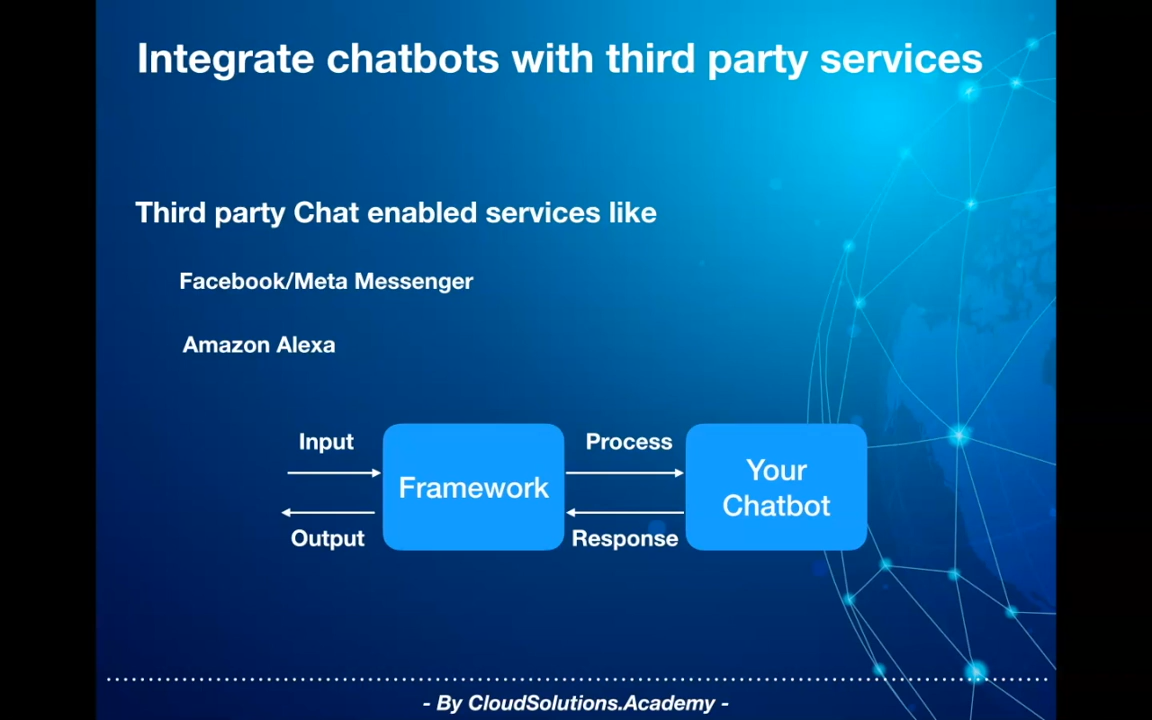 Integrate chatbots with third party services
Third party Chat enabled services like
Facebook/Meta Messenger
Amazon Alexa
Input
Process
Framework
Your
Chatbot
Output
Response
- By CloudSolutions.Academy -